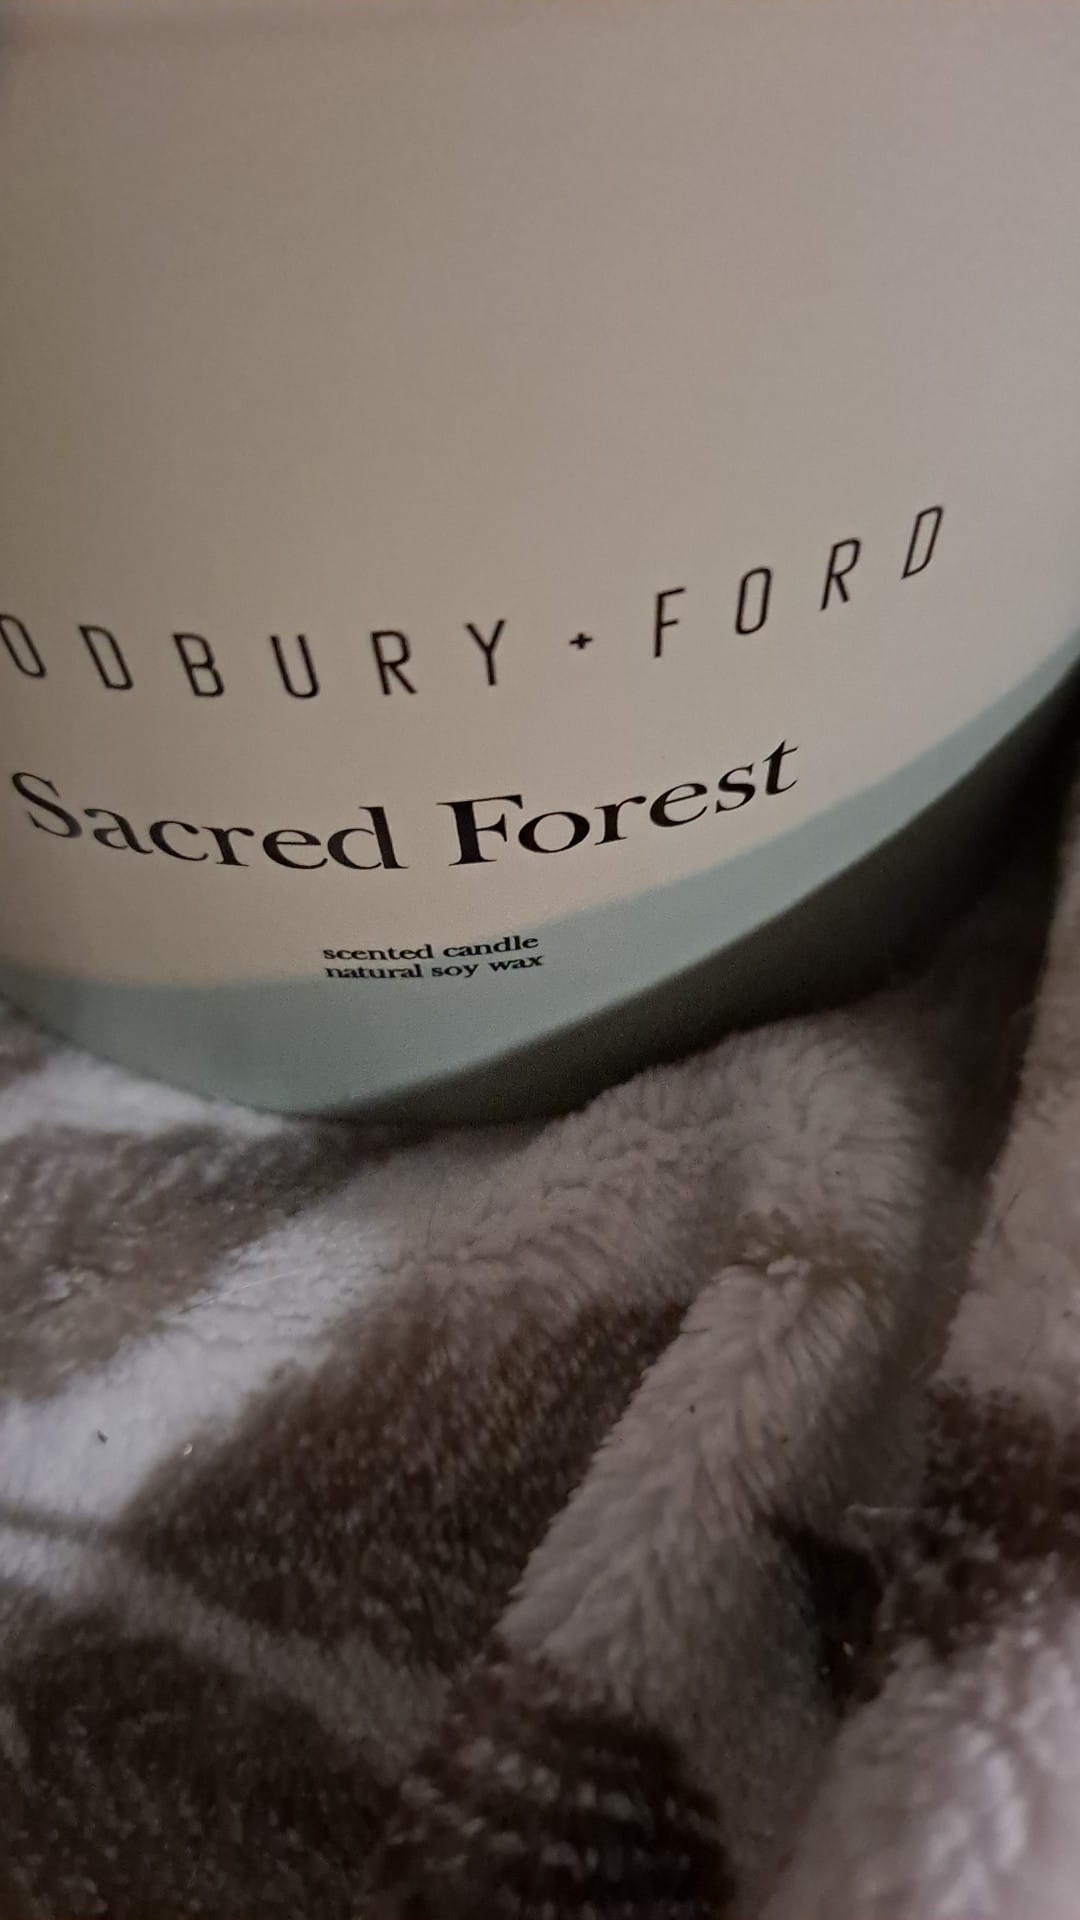 ODBURY + FORD
Sacred Forest
scented candle
natural soy wax